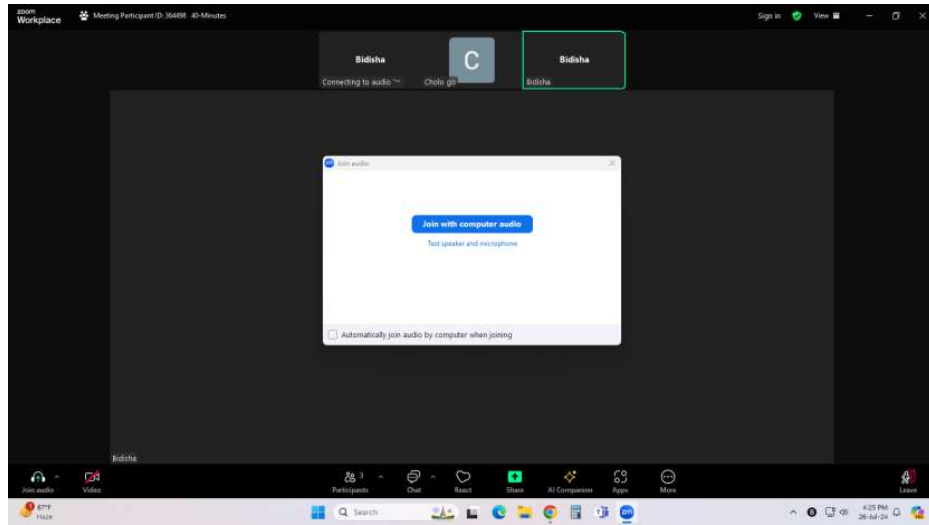 zoom
Workplace
Meeting Participant ID: 364898 40-Minutes
Sign in
View
Bidisha
Connecting to audio
C
Cholo go
Bidisha
Bidisha
Join audio
Join with computer audio
Test speaker and microphone
Automatically join audio by computer when joining
Bidisha
Join audio
Video
3
Participants
Chat
React
Share
AI Companion
Apps
More
Leave
87°F
Haze
Search
4:25 PM
26-Jul-24